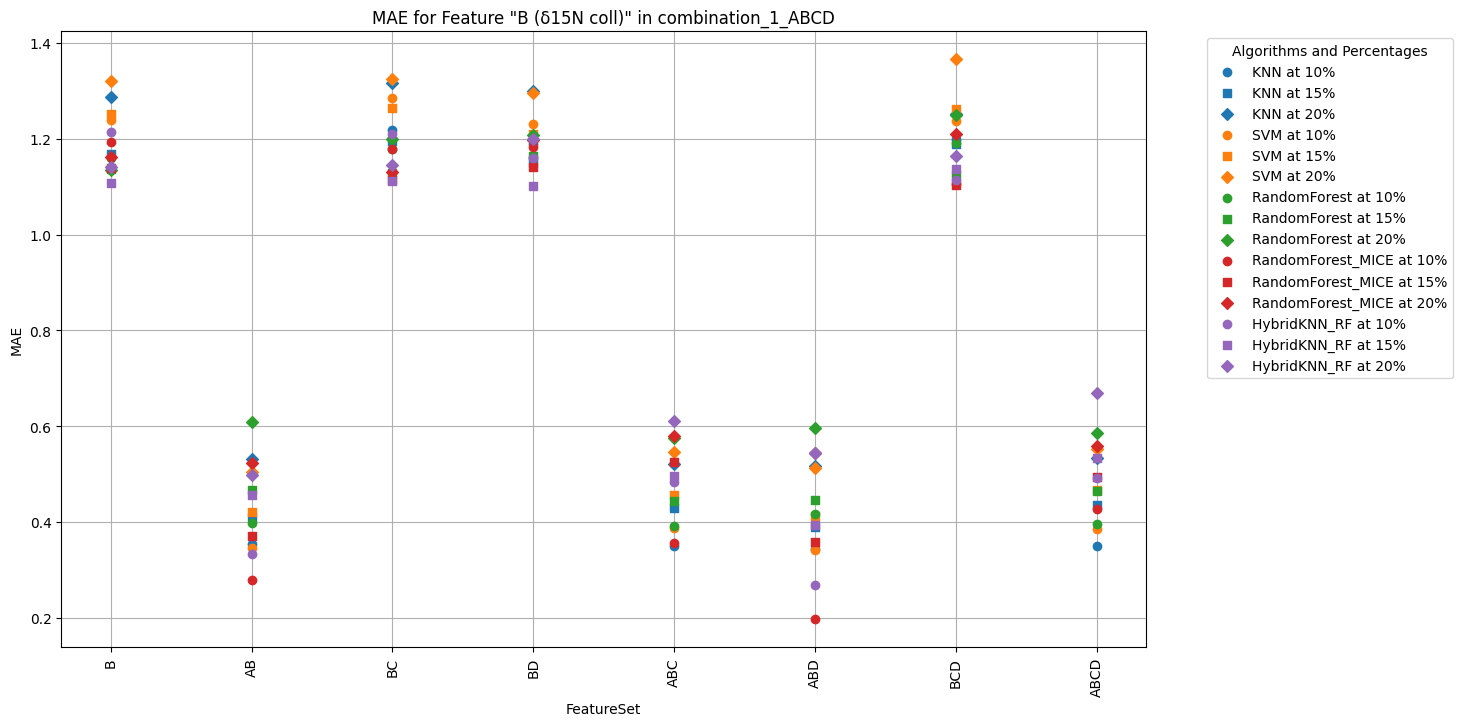 MAE for Feature "B (δ15N coll)" in combination_1_ABCD
1.4
1.2
1.0
0.8
0.6
0.4
0.2
MAE
B
AB
BC
BD
ABC
ABD
BCD
ABCD
FeatureSet
Algorithms and Percentages
KNN at 10%
KNN at 15%
KNN at 20%
SVM at 10%
SVM at 15%
SVM at 20%
RandomForest at 10%
RandomForest at 15%
RandomForest at 20%
RandomForest_MICE at 10%
RandomForest_MICE at 15%
RandomForest_MICE at 20%
HybridKNN_RF at 10%
HybridKNN_RF at 15%
HybridKNN_RF at 20%